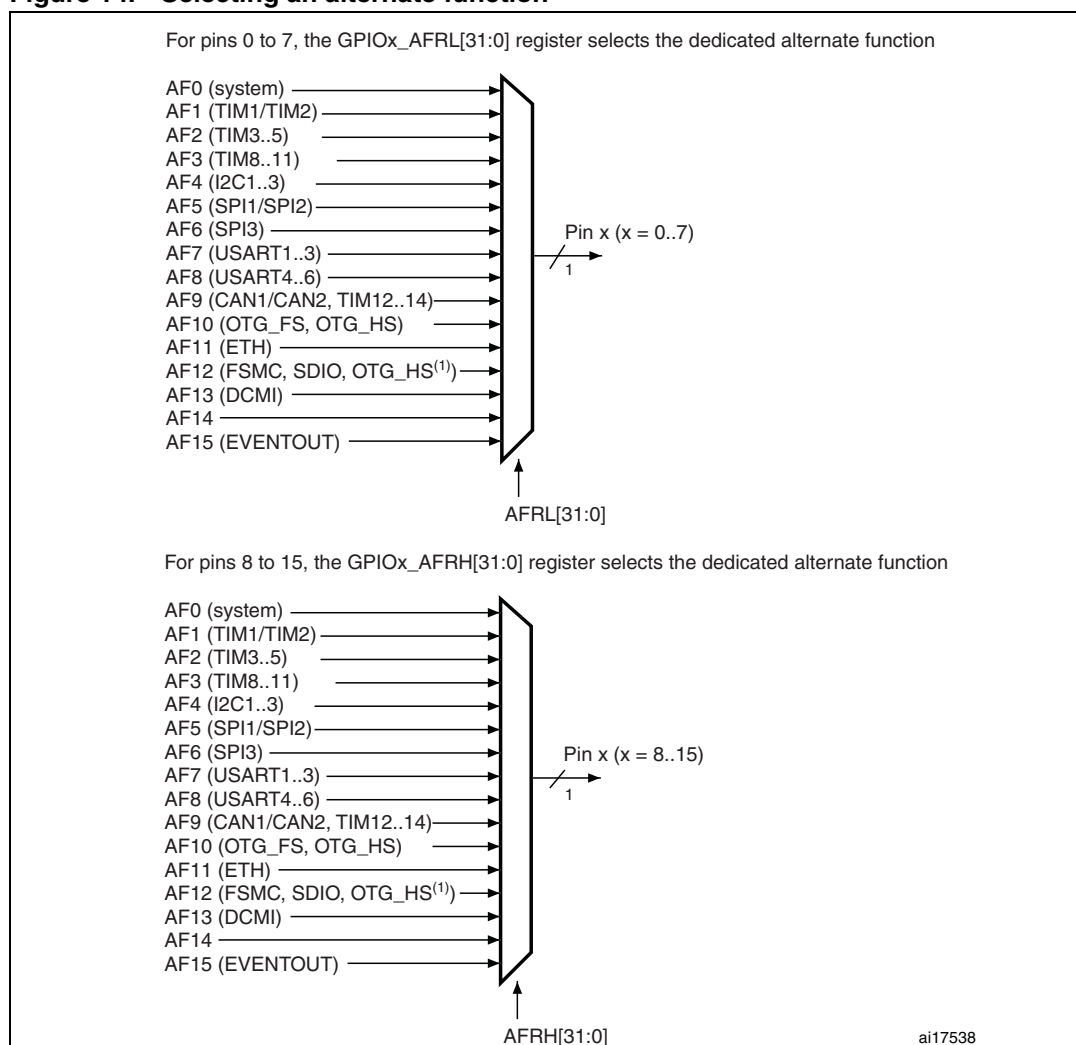 For pins 0 to 7, the GPIOx_AFRL[31:0] register selects the dedicated alternate function
AF0 (system)
AF1 (TIM1/TIM2)
AF2 (TIM3..5)
AF3 (TIM8..11)
AF4 (I2C1..3)
AF5 (SPI1/SPI2)
AF6 (SPI3)
AF7 (USART1..3)
AF8 (USART4..6)
AF9 (CAN1/CAN2, TIM12..14)
AF10 (OTG_FS, OTG_HS)
AF11 (ETH)
AF12 (FSMC, SDIO, OTG_HS(1))
AF13 (DCMI)
AF14
AF15 (EVENTOUT)
Pin x (x = 0..7)
1
AFRL[31:0]
For pins 8 to 15, the GPIOx_AFRH[31:0] register selects the dedicated alternate function
AF0 (system)
AF1 (TIM1/TIM2)
AF2 (TIM3..5)
AF3 (TIM8..11)
AF4 (I2C1..3)
AF5 (SPI1/SPI2)
AF6 (SPI3)
AF7 (USART1..3)
AF8 (USART4..6)
AF9 (CAN1/CAN2, TIM12..14)
AF10 (OTG_FS, OTG_HS)
AF11 (ETH)
AF12 (FSMC, SDIO, OTG_HS(1))
AF13 (DCMI)
AF14
AF15 (EVENTOUT)
Pin x (x = 8..15)
1
AFRH[31:0]
ai17538